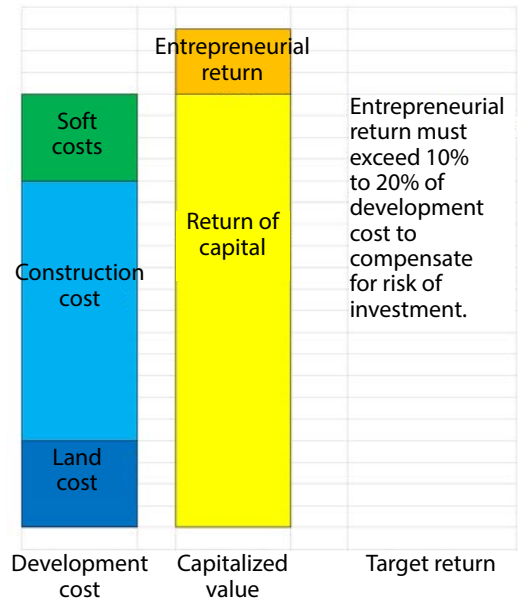 Entrepreneurial
return
Soft
costs
Construction
cost
Land
cost
Return of
capital
Entrepreneurial
return must
exceed 10%
to 20% of
development
cost to
compensate
for risk of
investment.
Development
cost
Capitalized
value
Target return